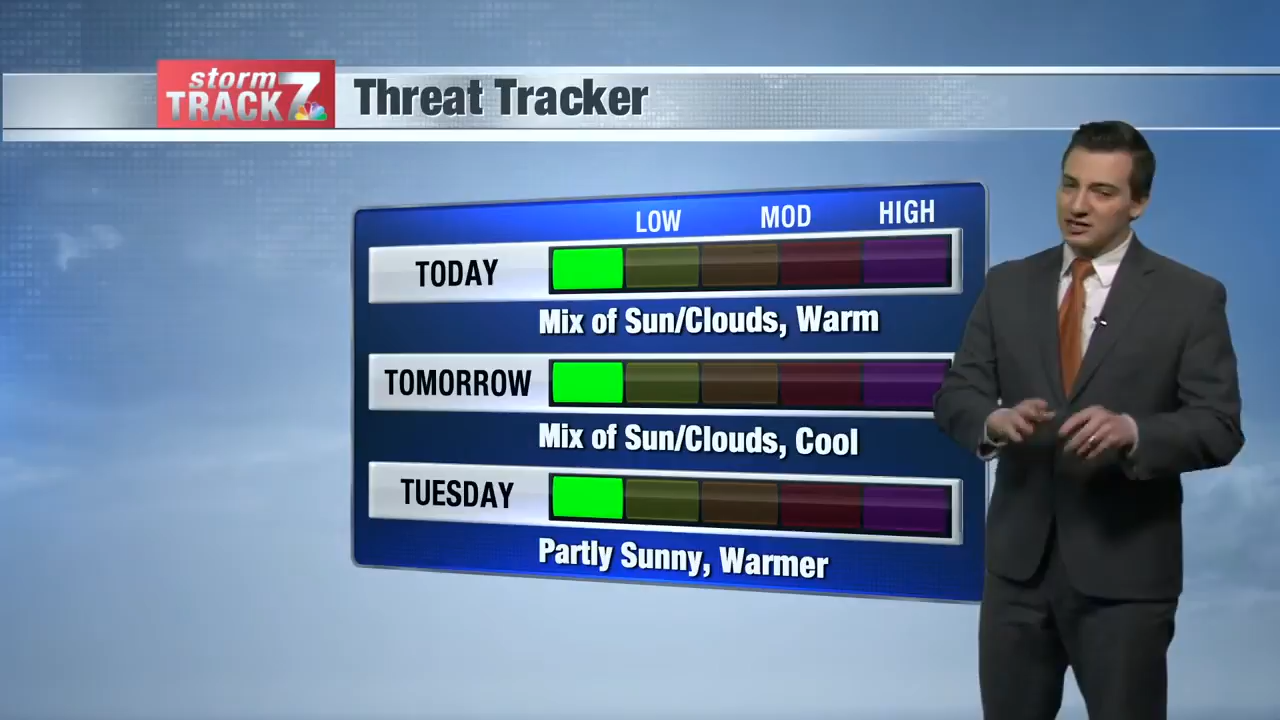 storm
TRACK 7
Threat Tracker
LOW MOD HIGH
TODAY
Mix of Sun/Clouds, Warm
TOMORROW
Mix of Sun/Clouds, Cool
TUESDAY
Partly Sunny, Warmer